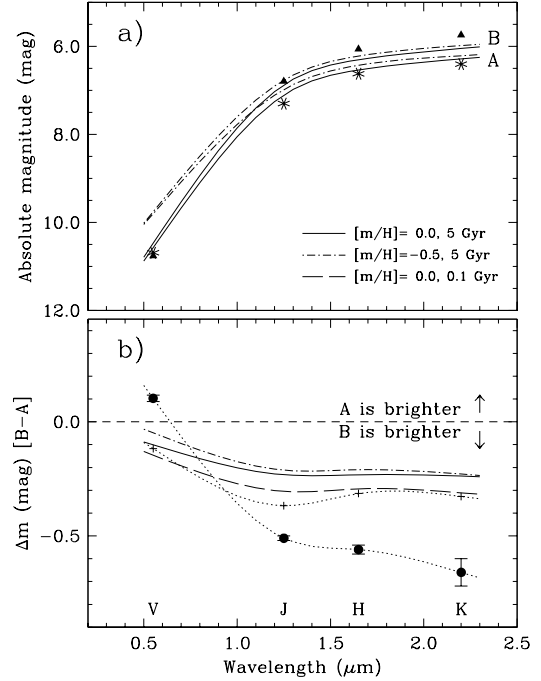 a)
6.0
8.0
10.0
12.0
Absolute magnitude (mag)
B
A
[m/H]= 0.0, 5 Gyr
[m/H]=−0.5, 5 Gyr
[m/H]= 0.0, 0.1 Gyr
b)
0.0
−0.5
Δm (mag) [B−A]
A is brighter
B is brighter
V J H K
0.5 1.0 1.5 2.0 2.5
Wavelength (μm)